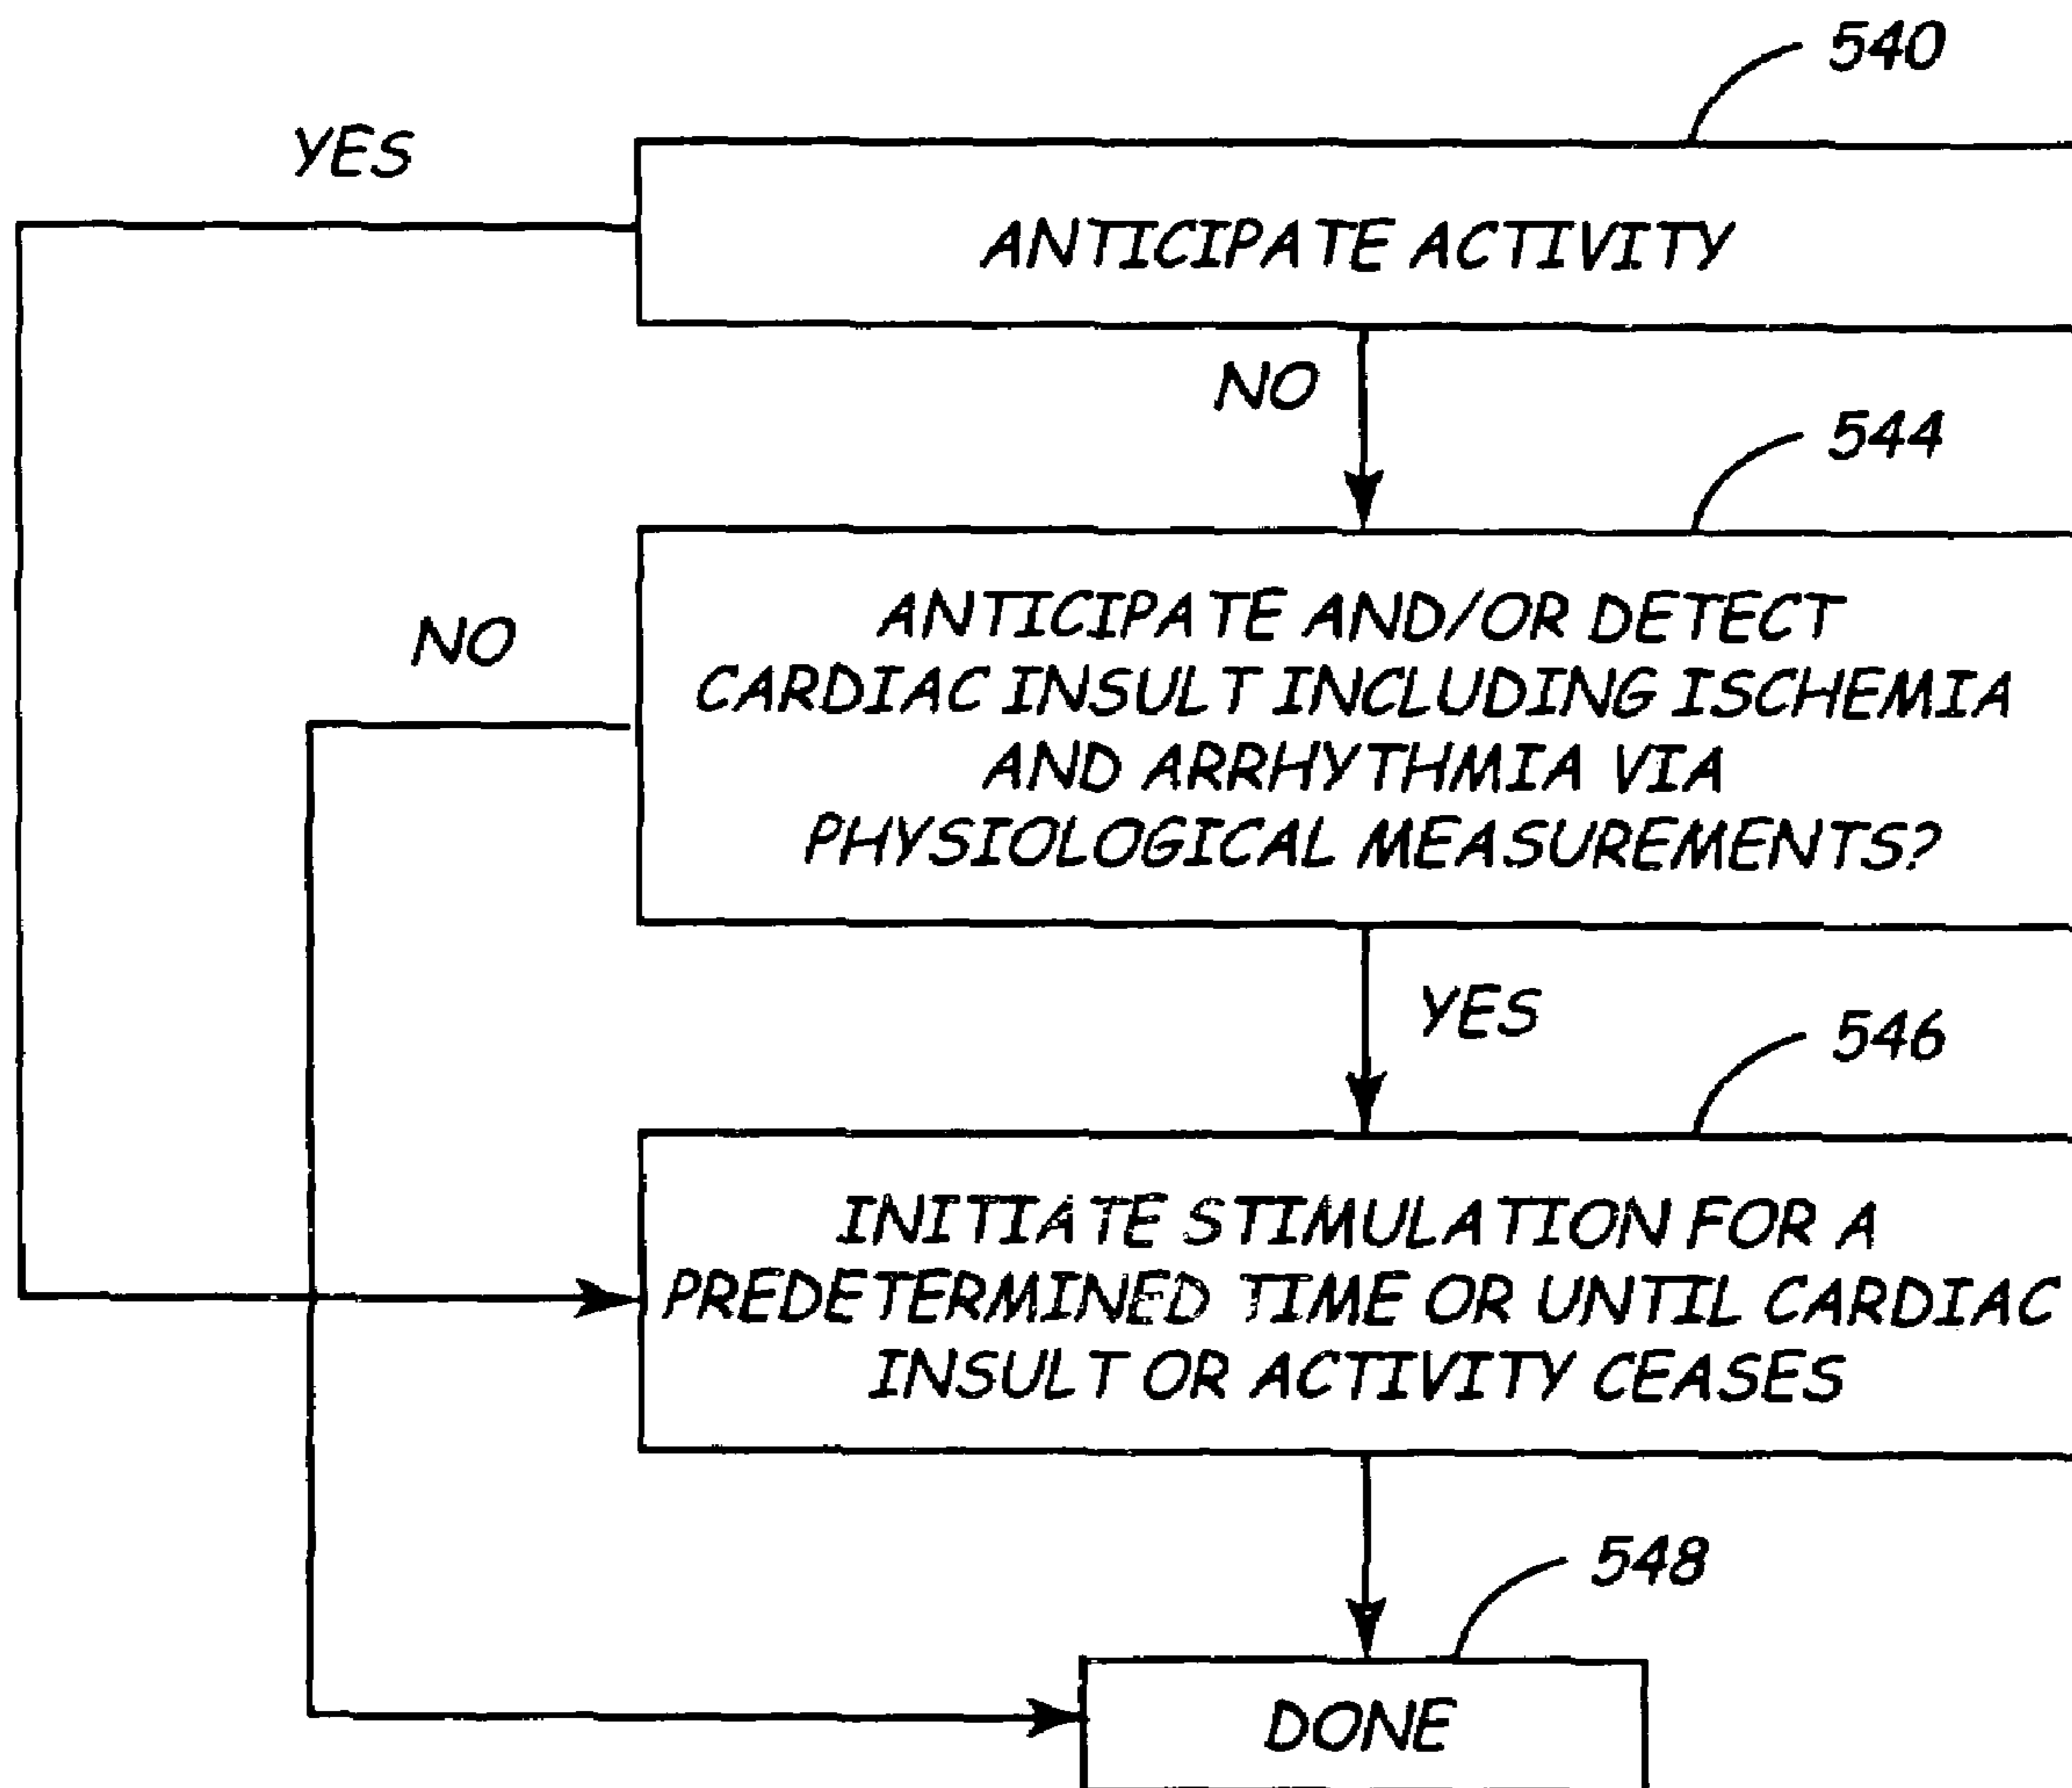 540
YES
ANTICIPATE ACTIVITY
NO
544
ANTICIPATE AND/OR DETECT
CARDIAC INSULT INCLUDING ISCHEMIA
AND ARRHYTHMIA VIA
PHYSIOLOGICAL MEASUREMENTS?
NO
YES
546
INITIATE STIMULATION FOR A
PREDETERMINED TIME OR UNTIL CARDIAC
INSULT OR ACTIVITY CEASES
548
DONE